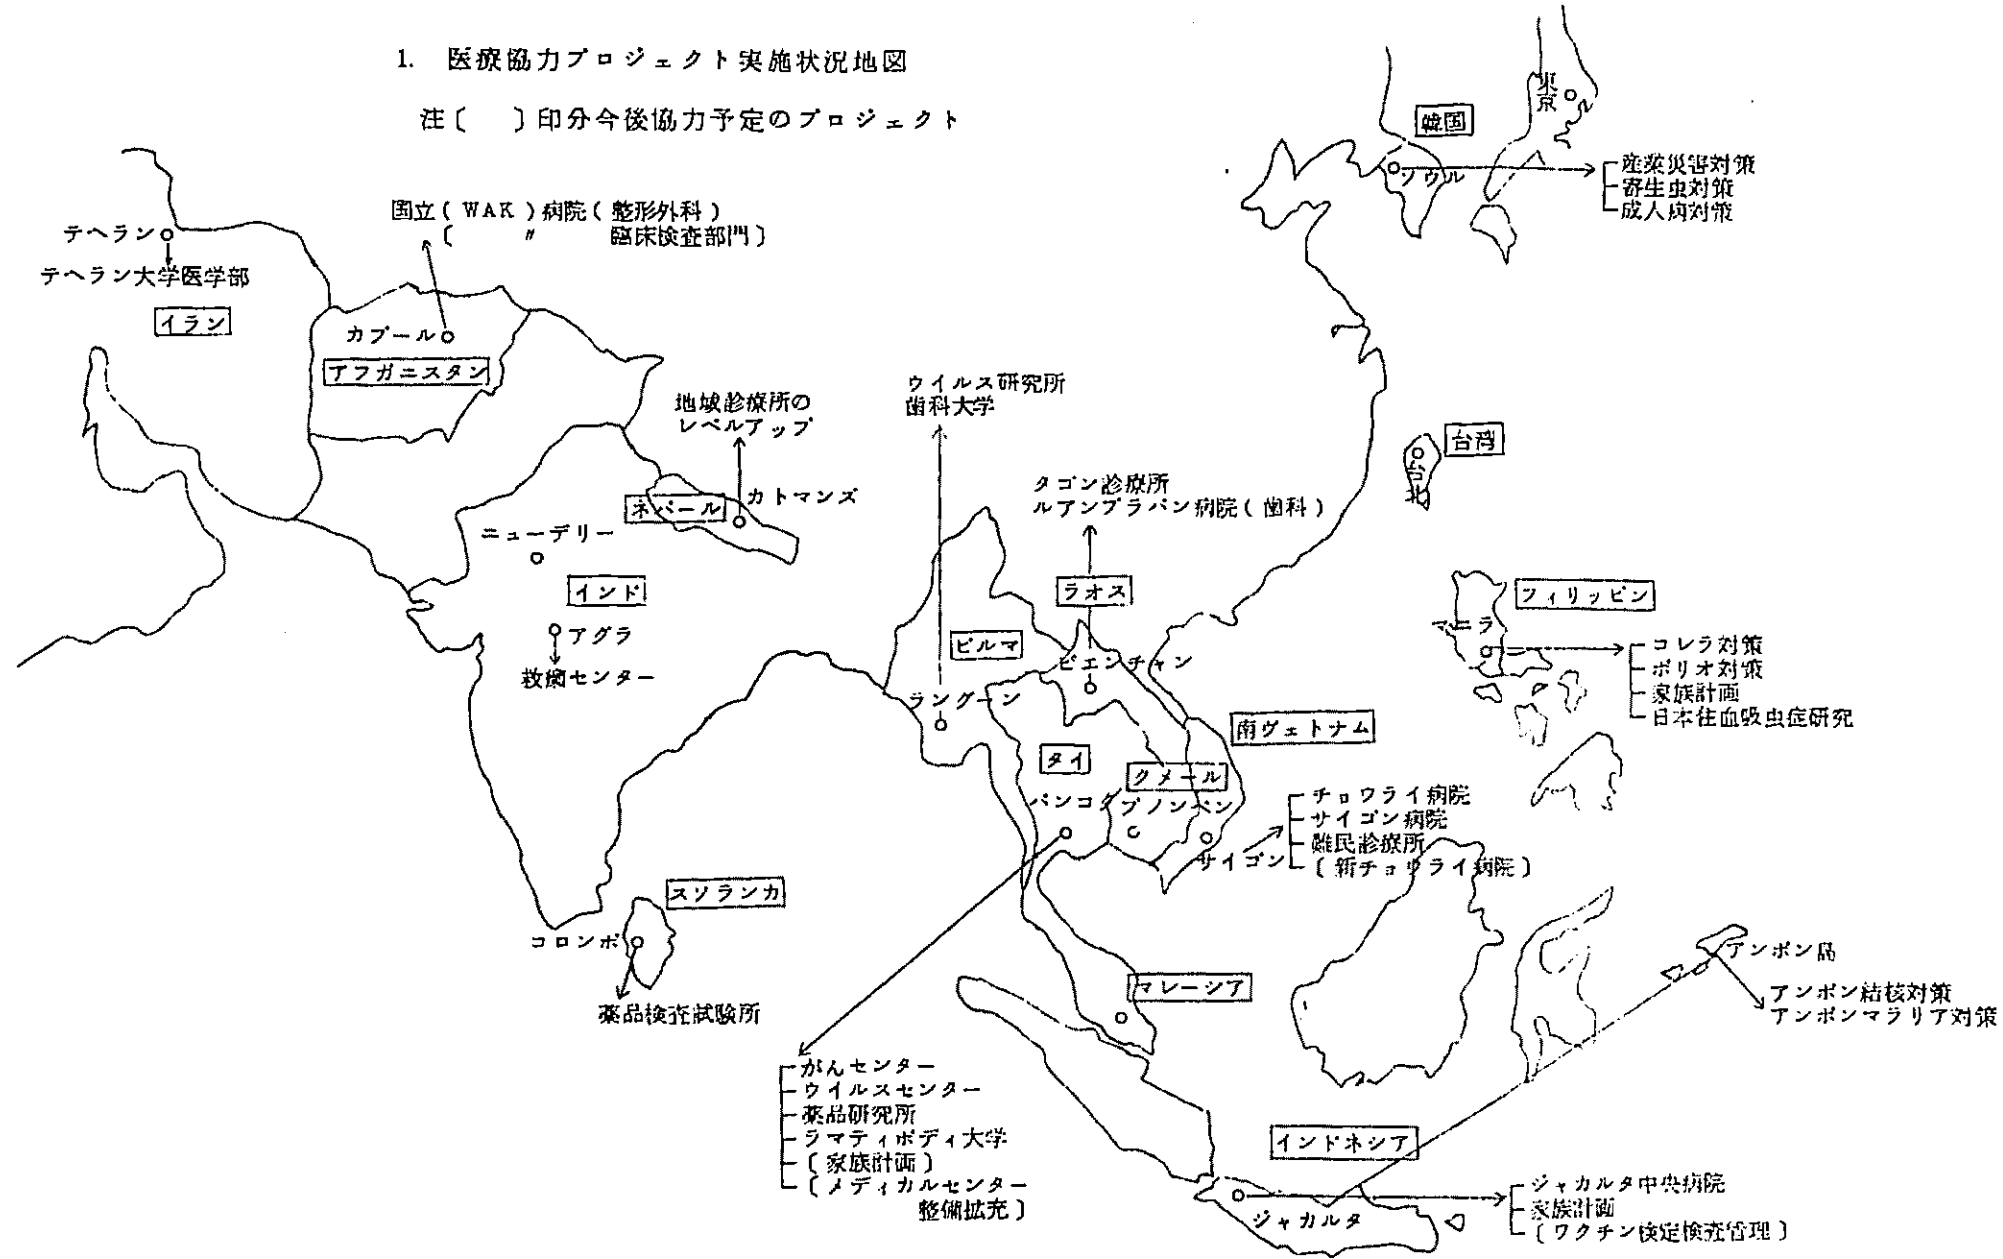 1. 医療協力プロジェクト実施状況地図
注〔 〕印分今後協力予定のプロジェクト
東京
韓国
ソウル
産業災害対策
寄生虫対策
成人病対策
国立(WAK)病院(整形外科)
〔 〃 臨床検査部門〕
テヘラン
テヘラン大学医学部
イラン
カブール
アフガニスタン
地域診療所の
レベルアップ
ネパール
カトマンズ
ウイルス研究所
歯科大学
台湾
台北
タゴン診療所
ルアンプラバン病院(歯科)
ニューデリー
インド
アグラ
救癩センター
ラオス
ビルマ
ビエンチャン
ラングーン
フィリッピン
マニラ
コレラ対策
ポリオ対策
家族計画
日本住血吸虫症研究
南ヴェトナム
タイ
クメール
バンコク
プノンペン
サイゴン
チョウライ病院
サイゴン病院
難民診療所
〔新チョウライ病院〕
スリランカ
コロンボ
薬品検査試験所
マレーシア
アンボン島
アンボン結核対策
アンボンマラリア対策
がんセンター
ウイルスセンター
薬品研究所
ラマティボディ大学
〔家族計画〕
〔メディカルセンター
整備拡充〕
インドネシア
ジャカルタ
ジャカルタ中央病院
家族計画
〔ワクチン検定検査管理〕